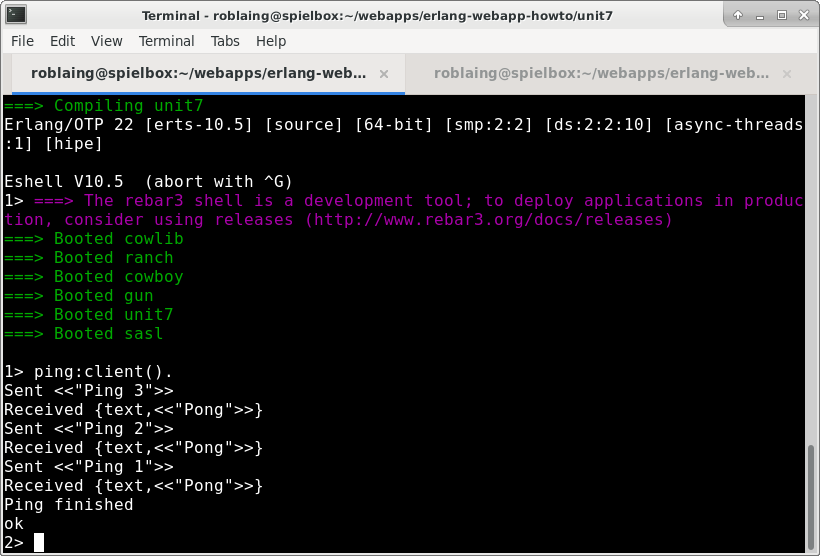 Terminal - roblaing@spielbox:~/webapps/erlang-webapp-howto/unit7
File Edit View Terminal Tabs Help
roblaing@spielbox:~/webapps/erlang-web... × roblaing@spielbox:~/webapps/erlang-web... ×
===> Compiling unit7
Erlang/OTP 22 [erts-10.5] [source] [64-bit] [smp:2:2] [ds:2:2:10] [async-threads
:1] [hipe]
Eshell V10.5  (abort with ^G)
1> ===> The rebar3 shell is a development tool; to deploy applications in produc
tion, consider using releases (http://www.rebar3.org/docs/releases)
===> Booted cowlib
===> Booted ranch
===> Booted cowboy
===> Booted gun
===> Booted unit7
===> Booted sasl
1> ping:client().
Sent <<"Ping 3">>
Received {text,<<"Pong">>}
Sent <<"Ping 2">>
Received {text,<<"Pong">>}
Sent <<"Ping 1">>
Received {text,<<"Pong">>}
Ping finished
ok
2>